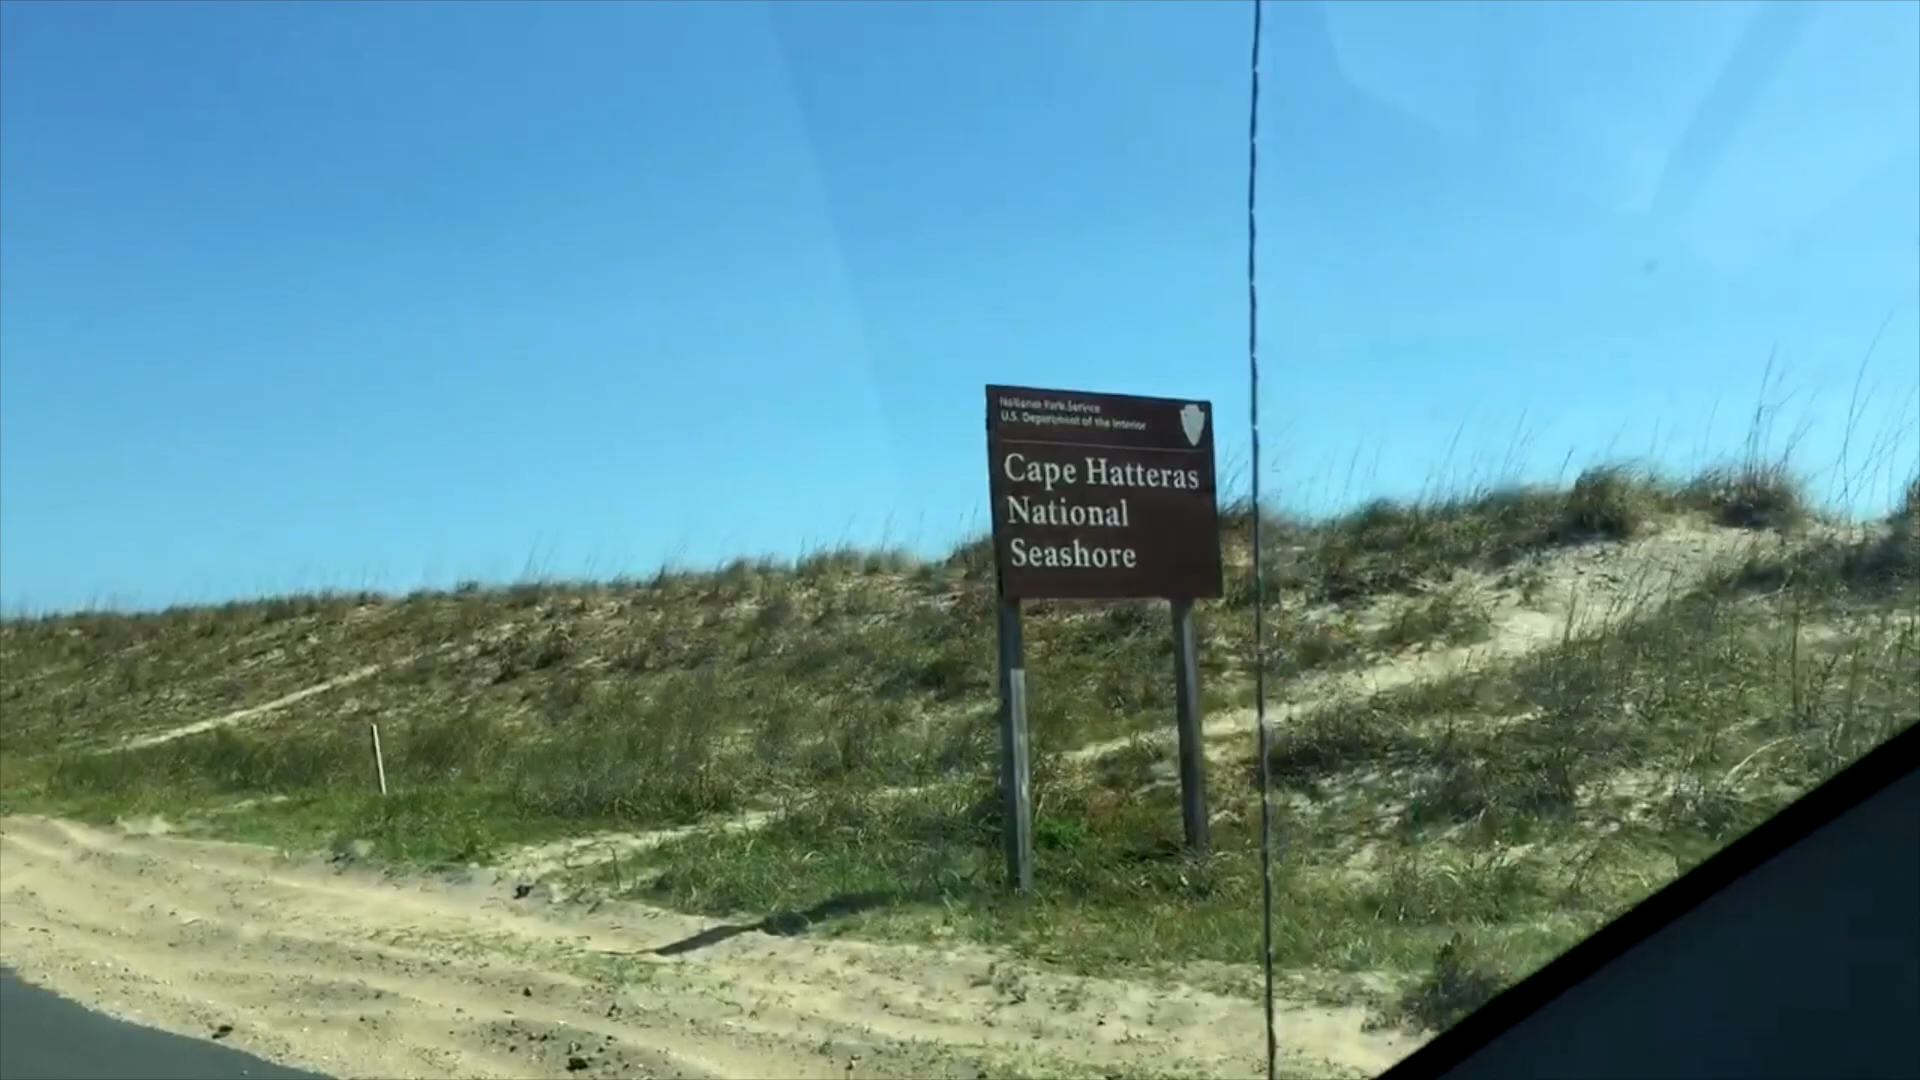 National Park Service
U.S. Department of the Interior
Cape Hatteras
National
Seashore